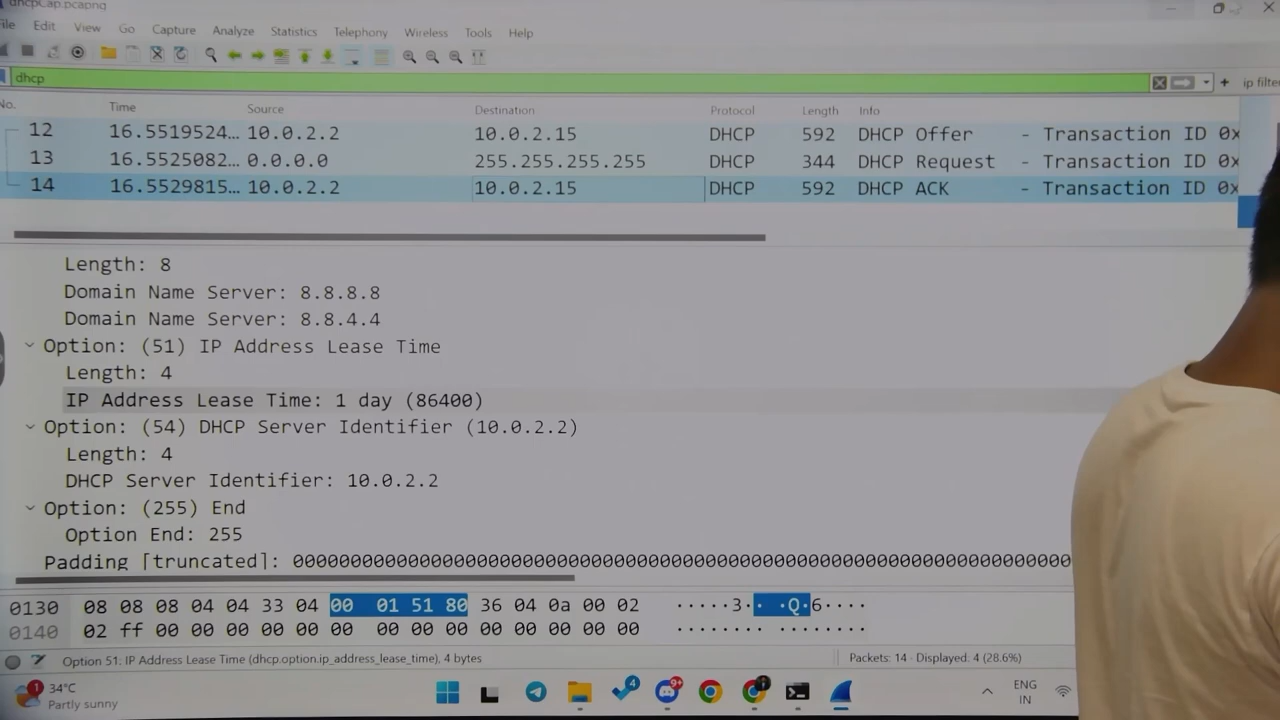 dhcpCap.pcapng
File Edit View Go Capture Analyze Statistics Telephony Wireless Tools Help
dhcp + ip filter
No. Time Source Destination Protocol Length Info
12 16.5519524… 10.0.2.2 10.0.2.15 DHCP 592 DHCP Offer - Transaction ID 0x
13 16.5525082… 0.0.0.0 255.255.255.255 DHCP 344 DHCP Request - Transaction ID 0x
14 16.5529815… 10.0.2.2 10.0.2.15 DHCP 592 DHCP ACK - Transaction ID 0x
Length: 8
Domain Name Server: 8.8.8.8
Domain Name Server: 8.8.4.4
Option: (51) IP Address Lease Time
Length: 4
IP Address Lease Time: 1 day (86400)
Option: (54) DHCP Server Identifier (10.0.2.2)
Length: 4
DHCP Server Identifier: 10.0.2.2
Option: (255) End
Option End: 255
Padding [truncated]: 000000000000000000000000000000000000000000000000000000000000
0130 08 08 08 04 04 33 04 00 01 51 80 36 04 0a 00 02 ·····3·· ·Q·6····
0140 02 ff 00 00 00 00 00 00 00 00 00 00 00 00 00 00 ········ ········
Option 51: IP Address Lease Time (dhcp.option.ip_address_lease_time), 4 bytes Packets: 14 · Displayed: 4 (28.6%)
1 34°C 4 9+ 1 ENG
Partly sunny IN